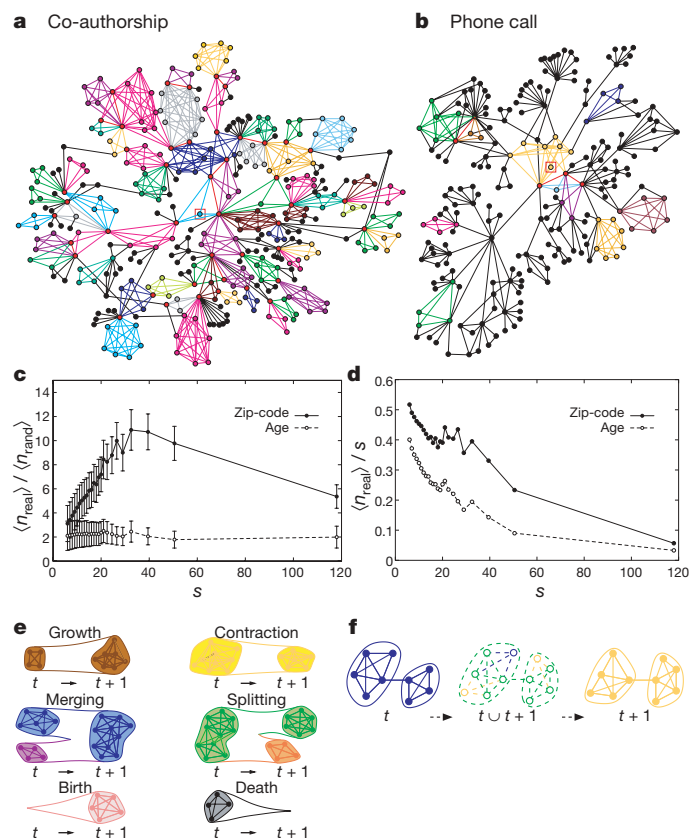 a Co-authorship
b Phone call
c
14
12
10
8
6
4
2
0
⟨n_real⟩ / ⟨n_rand⟩
Zip-code
Age
0 20 40 60 80 100 120
s
d
0.6
0.5
0.4
0.3
0.2
0.1
0
⟨n_real⟩ / s
Zip-code
Age
0 20 40 60 80 100 120
s
e
Growth
t → t + 1
Contraction
t → t + 1
Merging
t → t + 1
Splitting
t → t + 1
Birth
t → t + 1
Death
t → t + 1
f
t ⇢ t ∪ t + 1 ⇢ t + 1